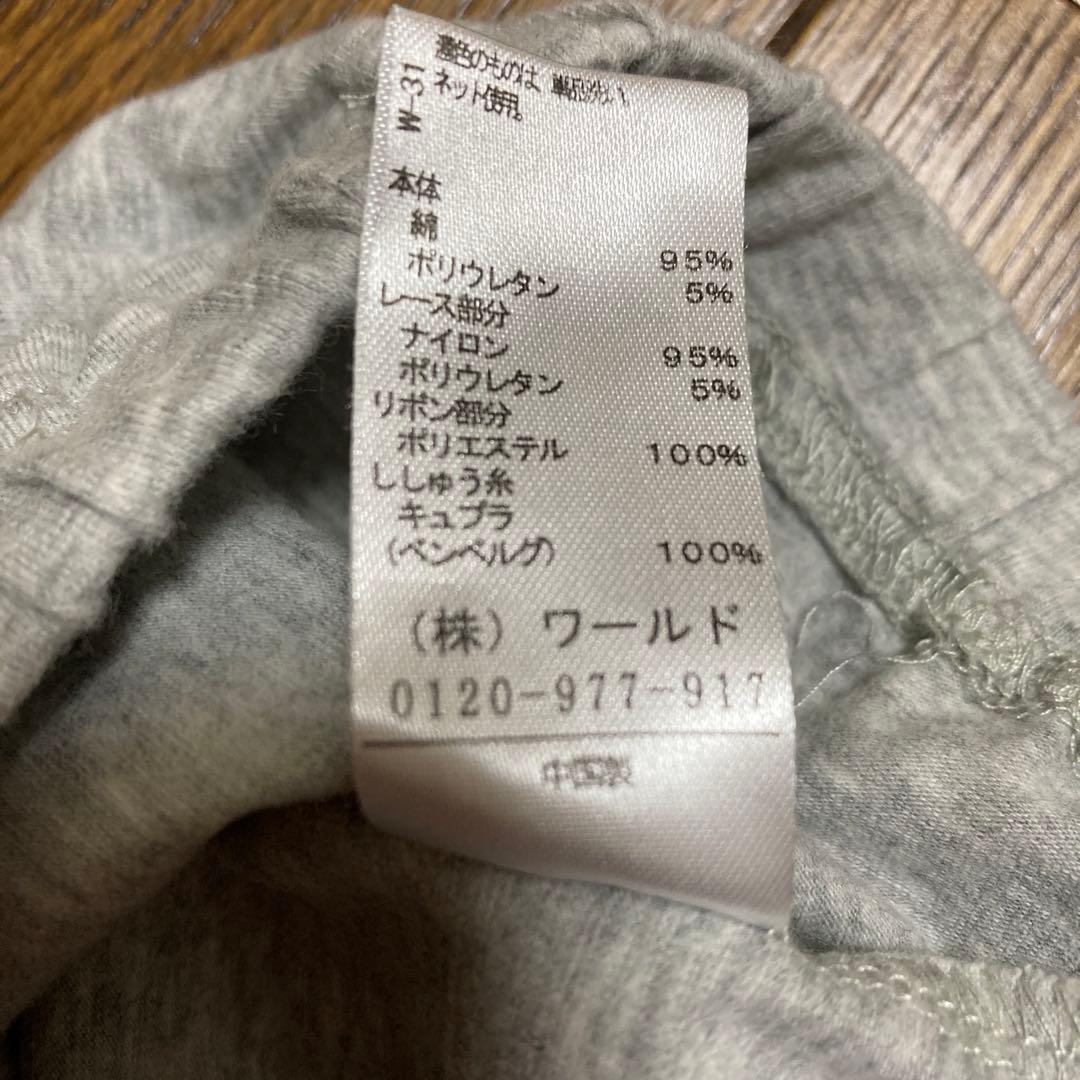 濃色のものは、単品洗い
ネット使用。
W-31
本体
綿 95%
ポリウレタン 5%
レース部分
ナイロン 95%
ポリウレタン 5%
リボン部分
ポリエステル 100%
ししゅう糸
キュプラ
(ベンベルグ) 100%
(株) ワールド
0120-977-917
中国製